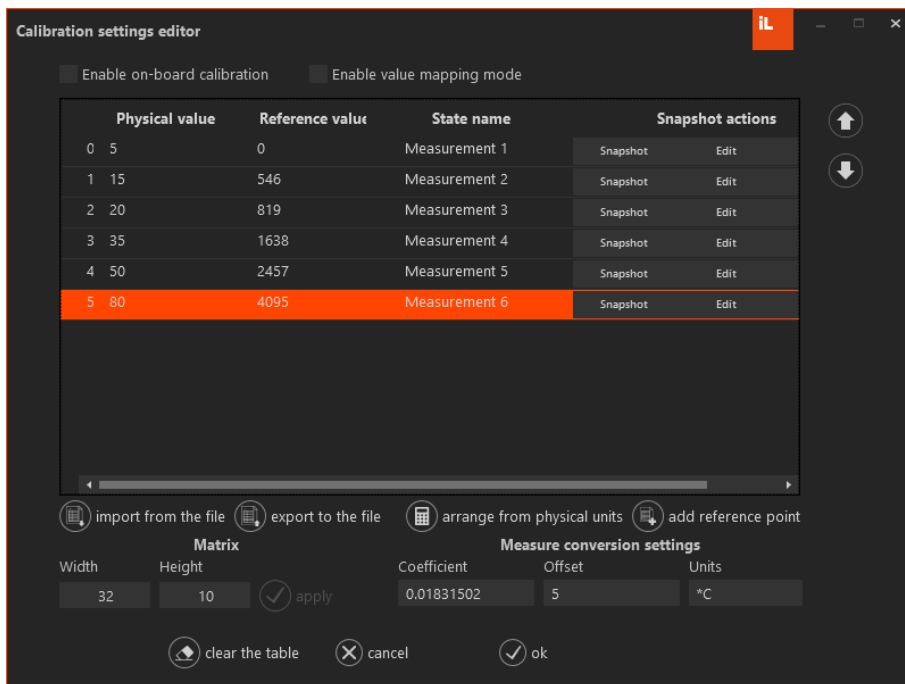 Calibration settings editor
iL
Enable on-board calibration Enable value mapping mode
Physical value Reference value State name Snapshot actions
0 5 0 Measurement 1 Snapshot Edit
1 15 546 Measurement 2 Snapshot Edit
2 20 819 Measurement 3 Snapshot Edit
3 35 1638 Measurement 4 Snapshot Edit
4 50 2457 Measurement 5 Snapshot Edit
5 80 4095 Measurement 6 Snapshot Edit
import from the file export to the file arrange from physical units add reference point
Matrix Measure conversion settings
Width Height Coefficient Offset Units
32 10 apply 0.01831502 5 *C
clear the table cancel ok